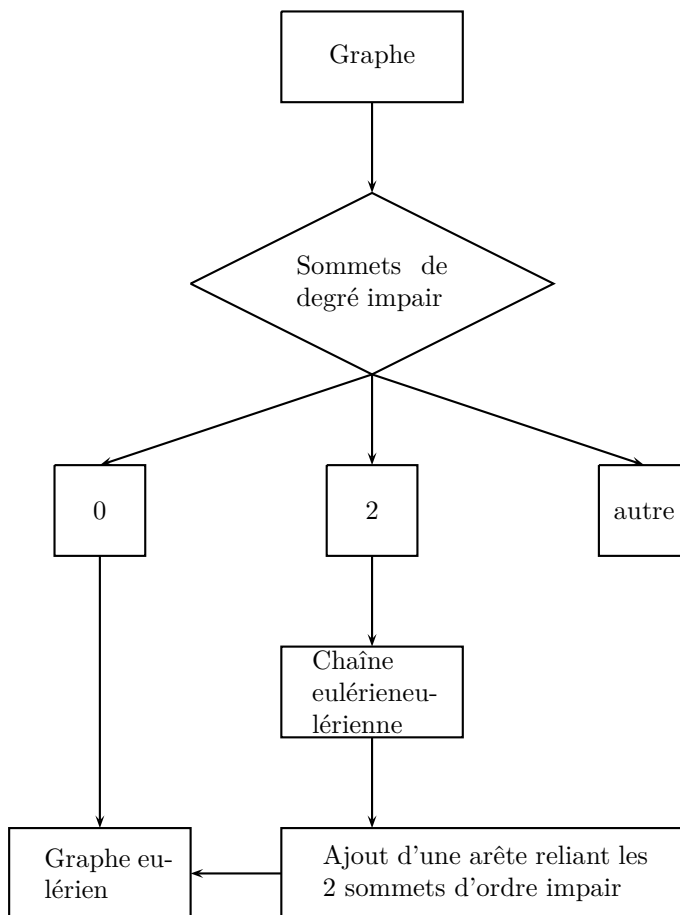 Graphe
Sommets de
degré impair
0
2
autre
Chaîne
eulérieneu-
lérienne
Graphe eu-
lérien
Ajout d'une arête reliant les
2 sommets d'ordre impair